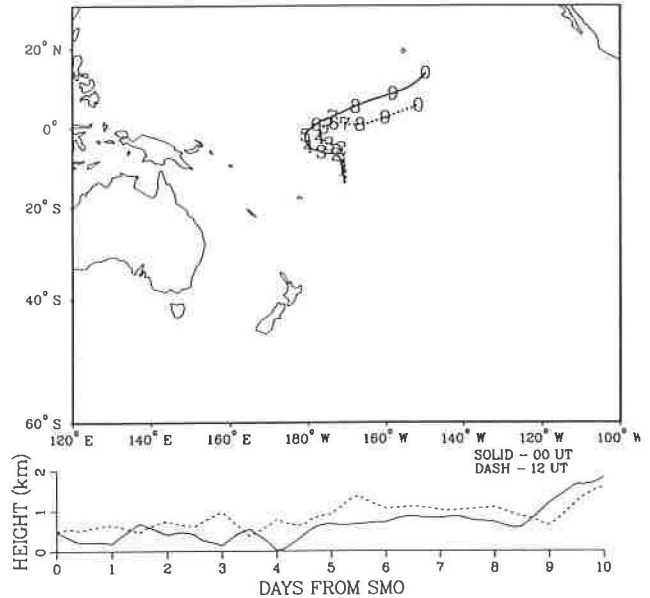 20° N
0°
20° S
40° S
60° S
120° E 140° E 160° E 180° W 160° W 140° W 120° W 100° W
SOLID - 00 UT
DASH - 12 UT
HEIGHT (km)
2
1
0
0 1 2 3 4 5 6 7 8 9 10
DAYS FROM SMO